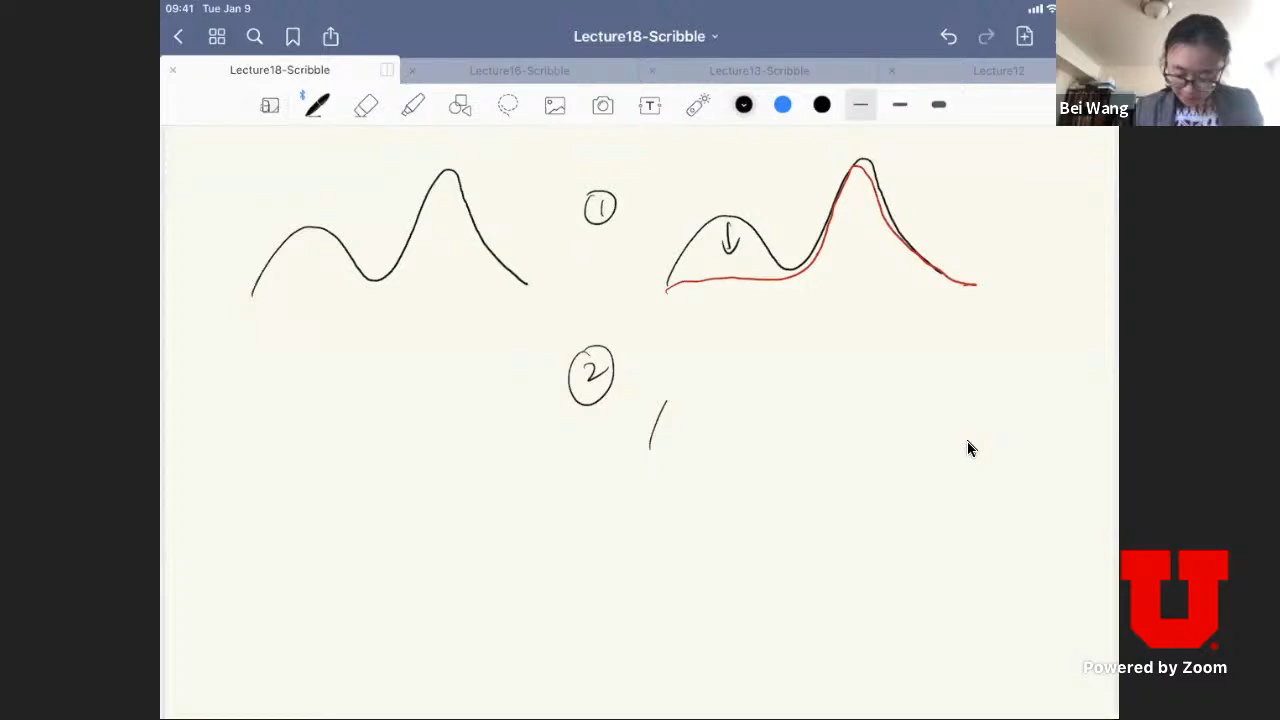 09:41 Tue Jan 9
Lecture18-Scribble
Lecture18-Scribble Lecture16-Scribble Lecture13-Scribble Lecture12
T
Bei Wang
1
2
U
Powered by Zoom